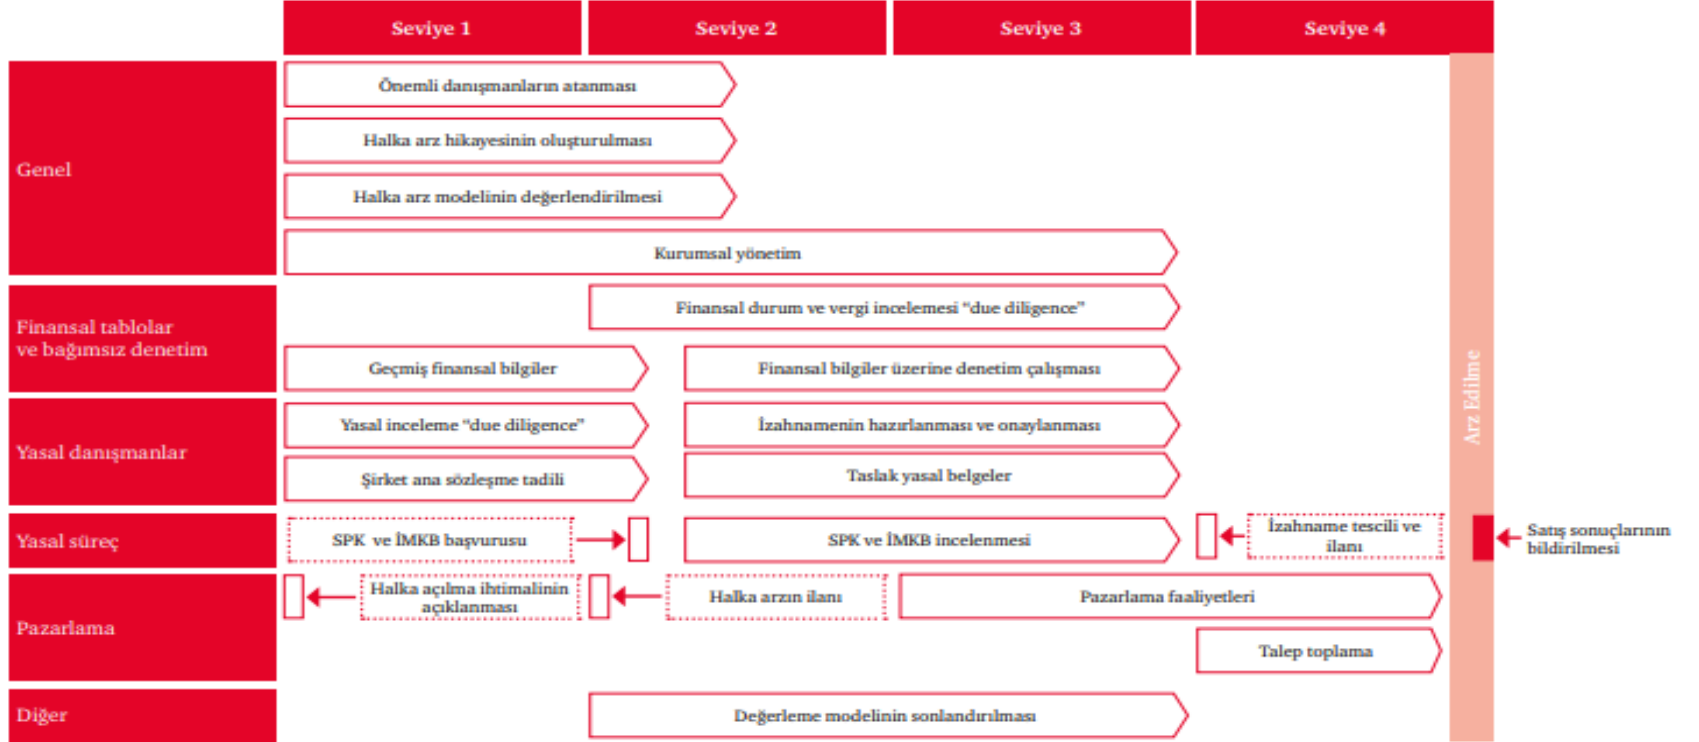 Seviye 1
Seviye 2
Seviye 3
Seviye 4
Genel
Önemli danışmanların atanması
Halka arz hikayesinin oluşturulması
Halka arz modelinin değerlendirilmesi
Kurumsal yönetim
Finansal tablolar
ve bağımsız denetim
Finansal durum ve vergi incelemesi “due diligence”
Geçmiş finansal bilgiler
Finansal bilgiler üzerine denetim çalışması
Yasal danışmanlar
Yasal inceleme “due diligence”
İzahnamenin hazırlanması ve onaylanması
Şirket ana sözleşme tadili
Taslak yasal belgeler
Yasal süreç
SPK ve İMKB başvurusu
SPK ve İMKB incelenmesi
İzahname tescili ve
ilanı
Satış sonuçlarının
bildirilmesi
Pazarlama
Halka açılma ihtimalinin
açıklanması
Halka arzın ilanı
Pazarlama faaliyetleri
Talep toplama
Diğer
Değerleme modelinin sonlandırılması
Arz Edilme